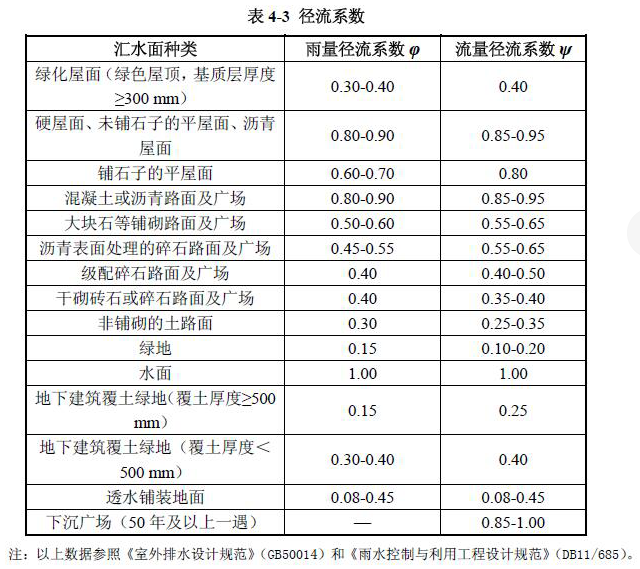 表 4-3 径流系数
汇水面种类 雨量径流系数 φ 流量径流系数 ψ
绿化屋面（绿色屋顶，基质层厚度
≥300 mm） 0.30-0.40 0.40
硬屋面、未铺石子的平屋面、沥青
屋面 0.80-0.90 0.85-0.95
铺石子的平屋面 0.60-0.70 0.80
混凝土或沥青路面及广场 0.80-0.90 0.85-0.95
大块石等铺砌路面及广场 0.50-0.60 0.55-0.65
沥青表面处理的碎石路面及广场 0.45-0.55 0.55-0.65
级配碎石路面及广场 0.40 0.40-0.50
干砌砖石或碎石路面及广场 0.40 0.35-0.40
非铺砌的土路面 0.30 0.25-0.35
绿地 0.15 0.10-0.20
水面 1.00 1.00
地下建筑覆土绿地（覆土厚度≥500
mm） 0.15 0.25
地下建筑覆土绿地（覆土厚度＜
500 mm） 0.30-0.40 0.40
透水铺装地面 0.08-0.45 0.08-0.45
下沉广场（50 年及以上一遇） — 0.85-1.00
注：以上数据参照《室外排水设计规范》（GB50014）和《雨水控制与利用工程设计规范》（DB11/685）。